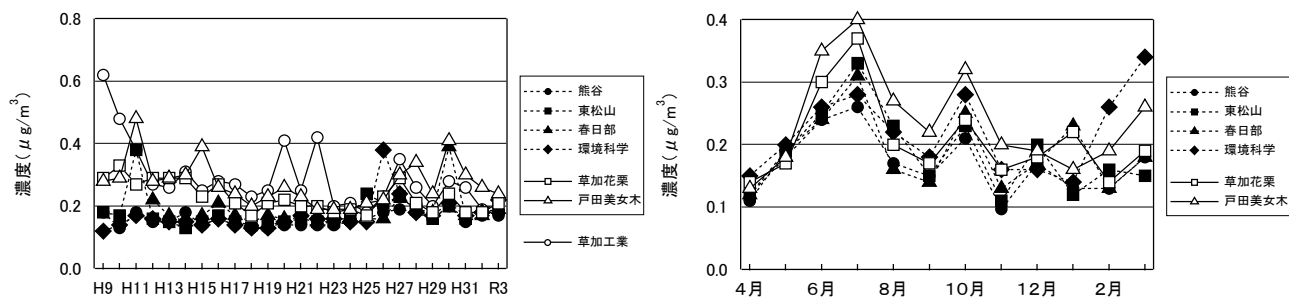 濃度(μg/m³)
0.8
0.6
0.4
0.2
0.0
H9 H11 H13 H15 H17 H19 H21 H23 H25 H27 H29 H31 R3
熊谷
東松山
春日部
環境科学
草加花栗
戸田美女木
草加工業
濃度(μg/m³)
0.4
0.3
0.2
0.1
0.0
4月 6月 8月 10月 12月 2月
熊谷
東松山
春日部
環境科学
草加花栗
戸田美女木